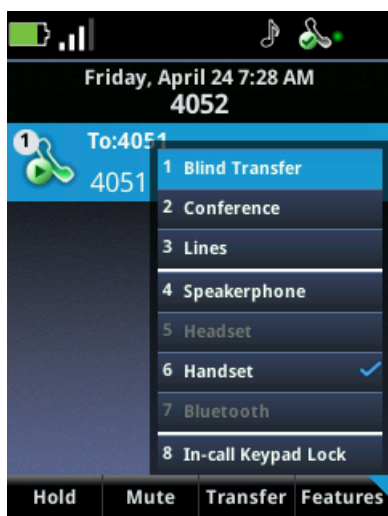 Friday, April 24 7:28 AM
4052
1 To:4051
4051
1 Blind Transfer
2 Conference
3 Lines
4 Speakerphone
5 Headset
6 Handset
7 Bluetooth
8 In-call Keypad Lock
Hold Mute Transfer Features